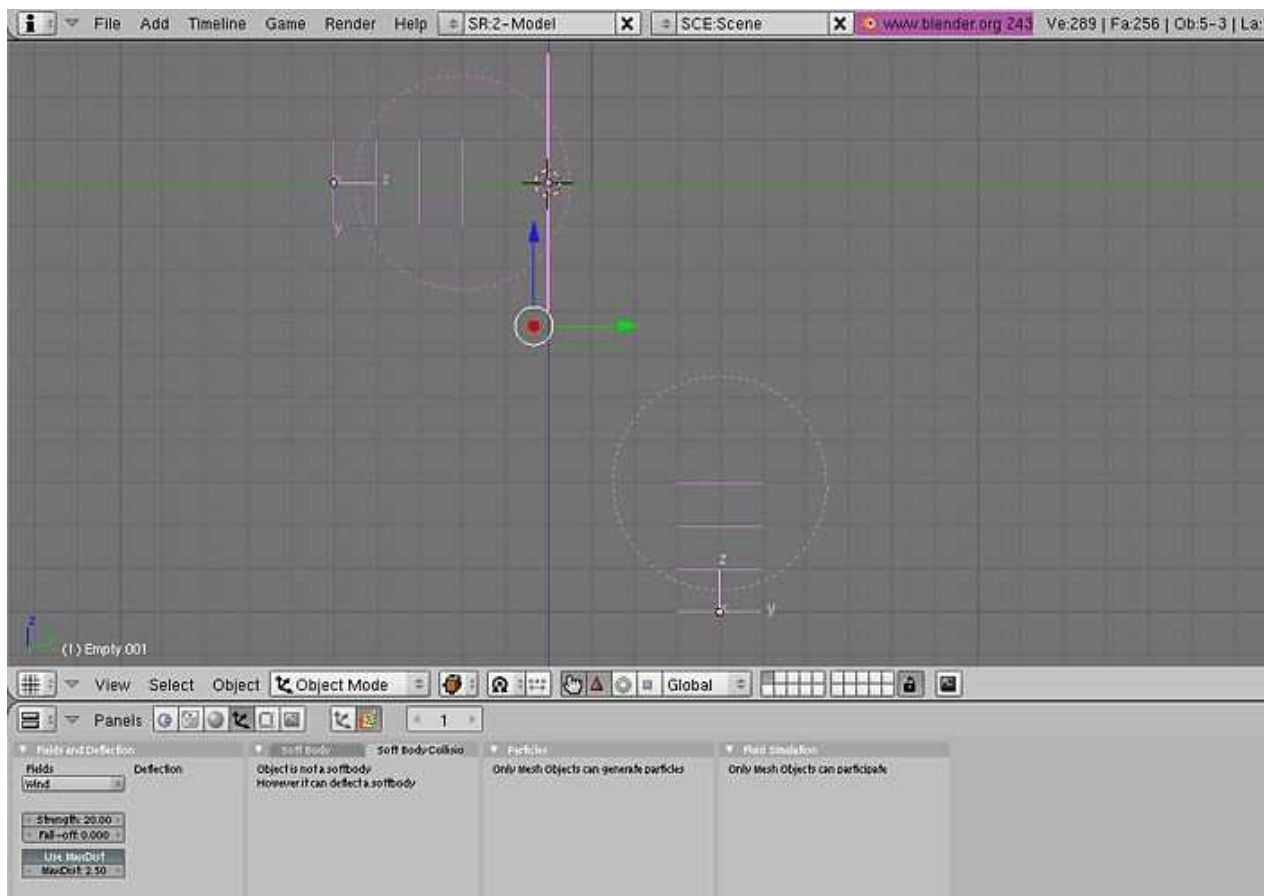 File Add Timeline Game Render Help SR:2-Model X SCE:Scene X www.blender.org 243 Ve:289 | Fa:256 | Ob:5-3 | La:
z
y
z
y
z
(1) Empty.001
View Select Object Object Mode Global
Panels 1
Fields and Deflection Soft Body Soft Body Collisio Particles Fluid Simulation
Fields Deflection Object is not a softbody Only Mesh Objects can generate particles Only Mesh Objects can participate
Wind However it can deflect a softbody
Strength: 20.00
Fall-off: 0.000
Use MaxDist
MaxDist: 2.50